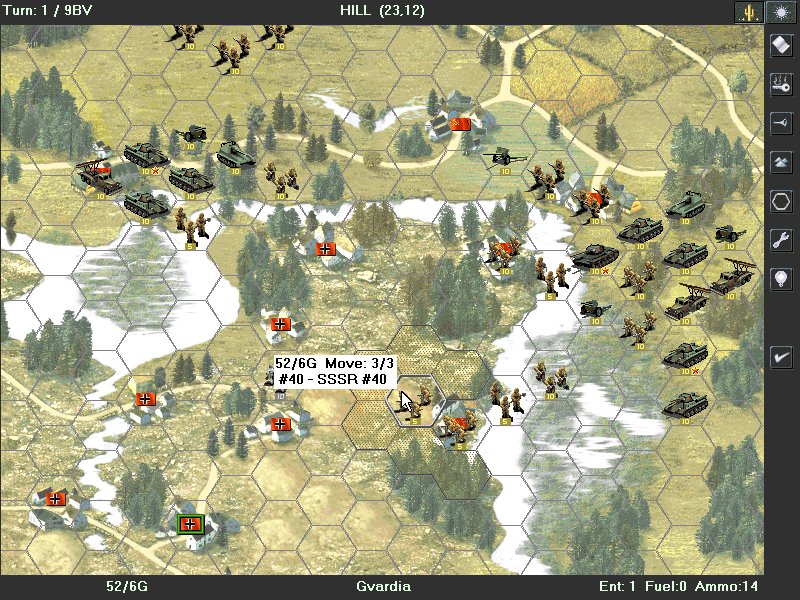 Turn: 1 / 9BV
HILL (23,12)
52/6G Move: 3/3
#40 - SSSR #40
52/6G
Gvardia
Ent: 1 Fuel:0 Ammo:14